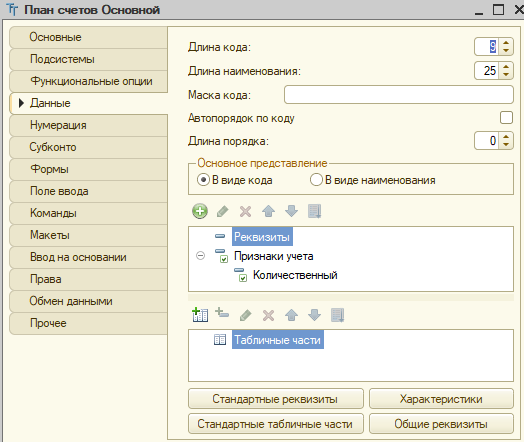 План счетов Основной
Основные
Подсистемы
Функциональные опции
Данные
Нумерация
Субконто
Формы
Поле ввода
Команды
Макеты
Ввод на основании
Права
Обмен данными
Прочее
Длина кода: 9
Длина наименования: 25
Маска кода:
Автопорядок по коду
Длина порядка: 0
Основное представление
В виде кода В виде наименования
Реквизиты
Признаки учета
Количественный
Табличные части
Стандартные реквизиты Характеристики
Стандартные табличные части Общие реквизиты